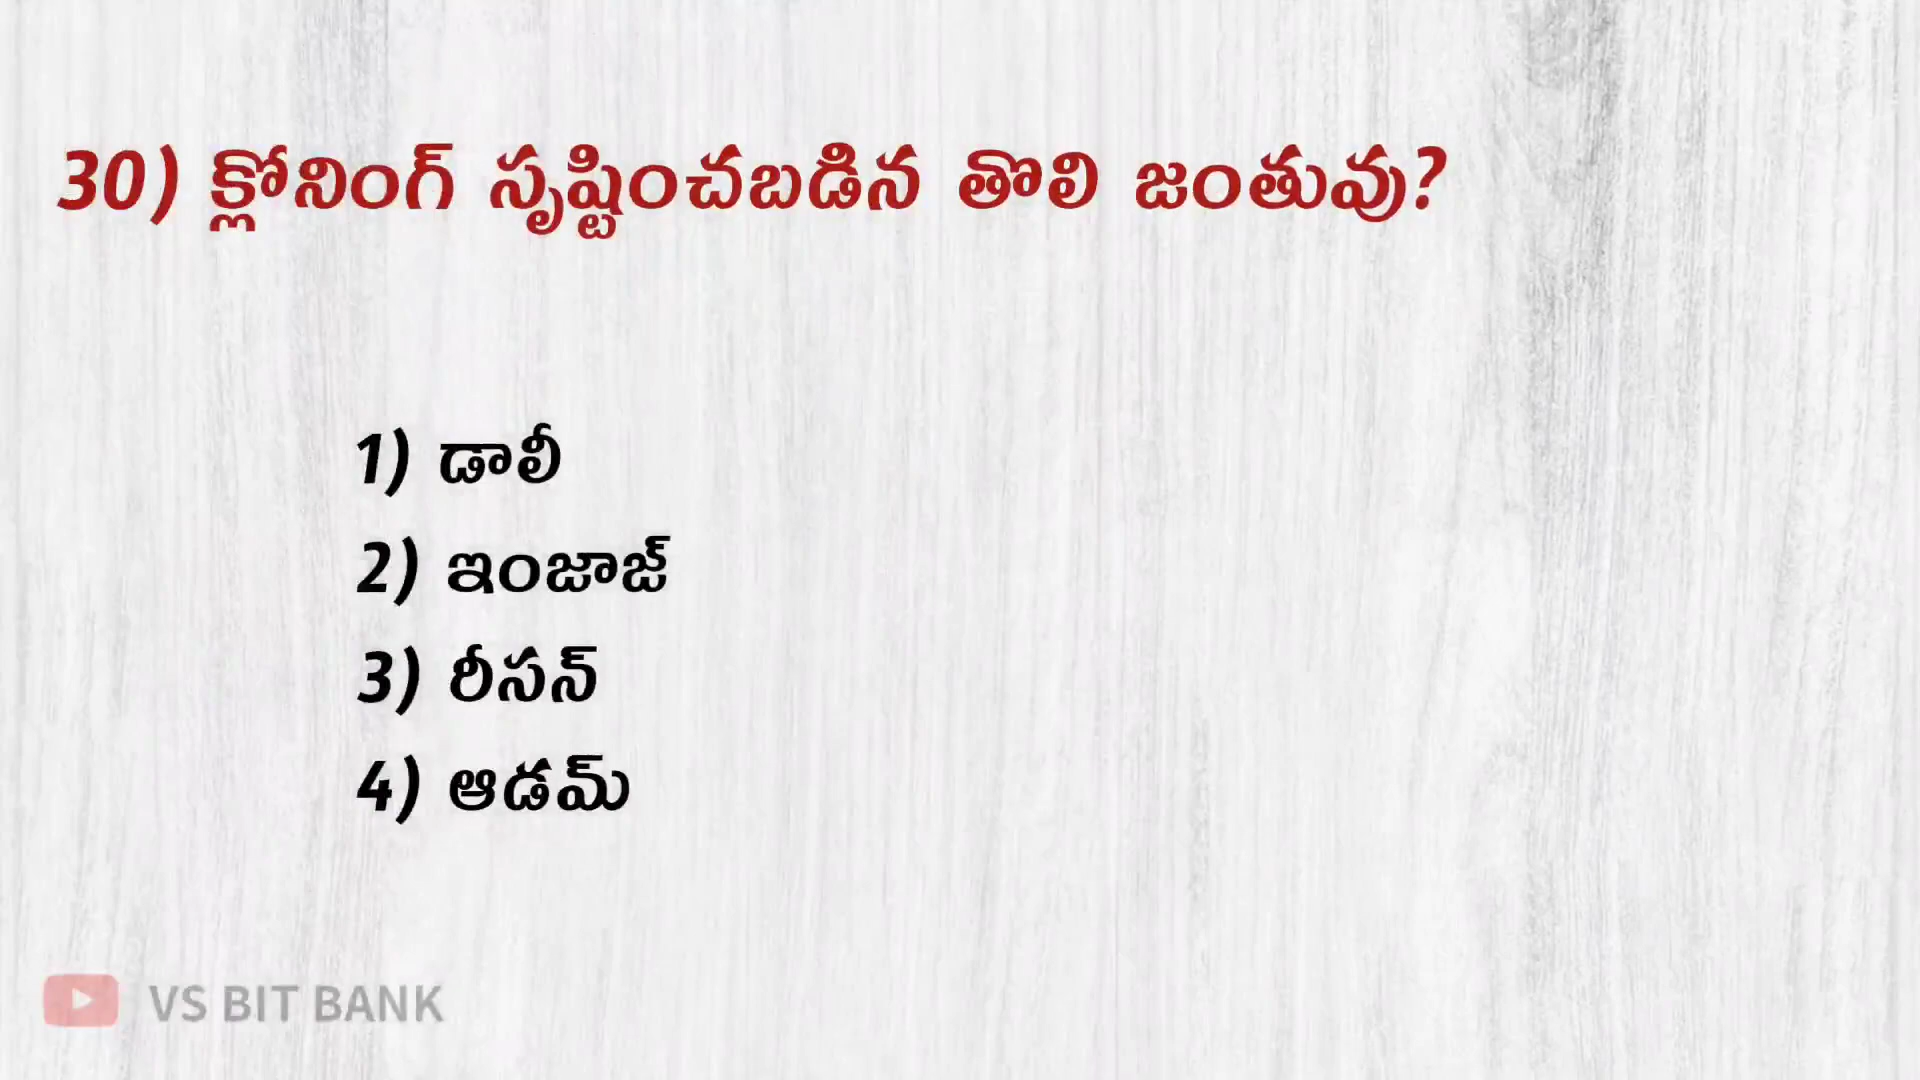 30) క్లోనింగ్ సృష్టించబడిన తొలి జంతువు?
1) డాలీ
2) ఇంజాజ్
3) రీసన్
4) ఆడమ్
VS BIT BANK